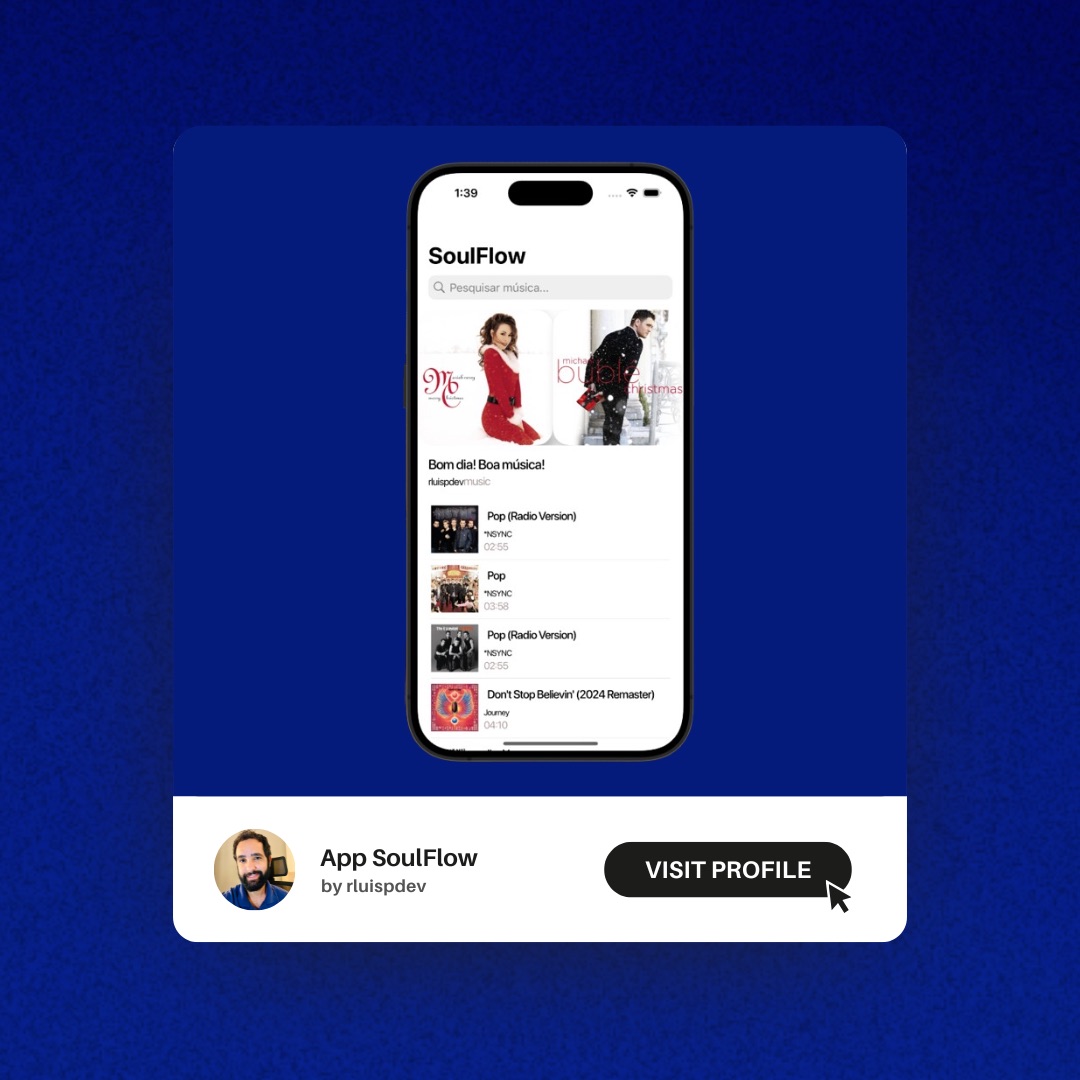 1:39
SoulFlow
Pesquisar música...
michae
buble
christmas
Bom dia! Boa música!
rluispdevmusic
Pop (Radio Version)
*NSYNC
02:55
Pop
*NSYNC
03:58
Pop (Radio Version)
*NSYNC
02:55
Don't Stop Believin' (2024 Remaster)
Journey
04:10
App SoulFlow
by rluispdev
VISIT PROFILE